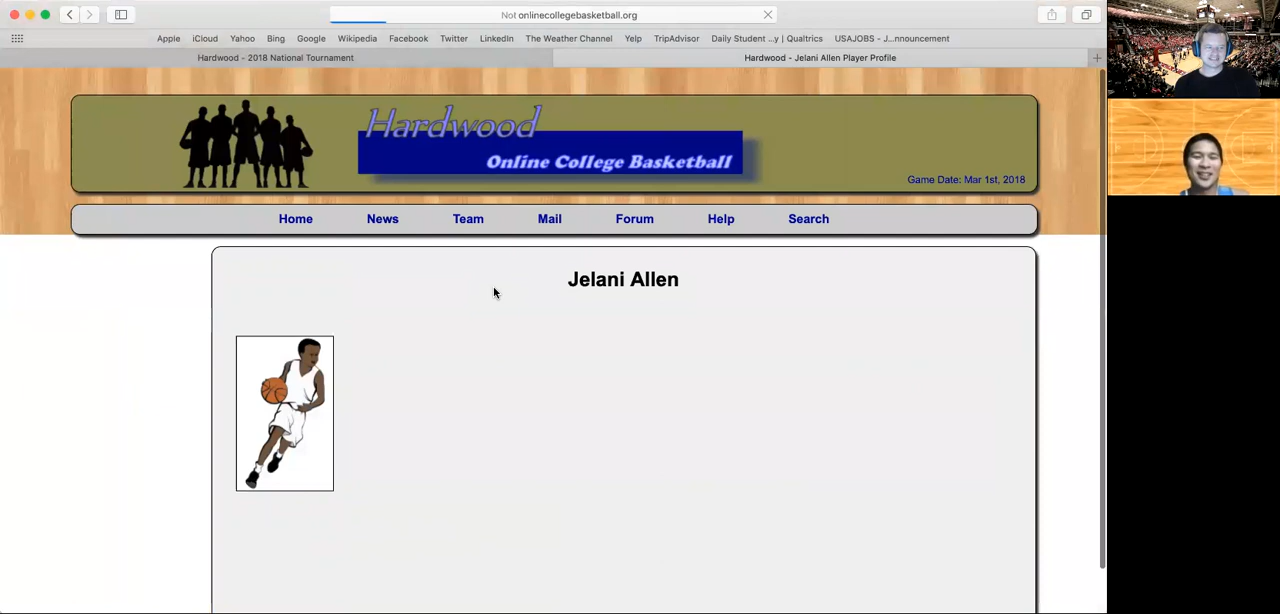 Not onlinecollegebasketball.org
Apple iCloud Yahoo Bing Google Wikipedia Facebook Twitter LinkedIn The Weather Channel Yelp TripAdvisor Daily Student ...y | Qualtrics USAJOBS - J...nnouncement
Hardwood - 2018 National Tournament Hardwood - Jelani Allen Player Profile
Hardwood
Online College Basketball
Game Date: Mar 1st, 2018
Home News Team Mail Forum Help Search
Jelani Allen